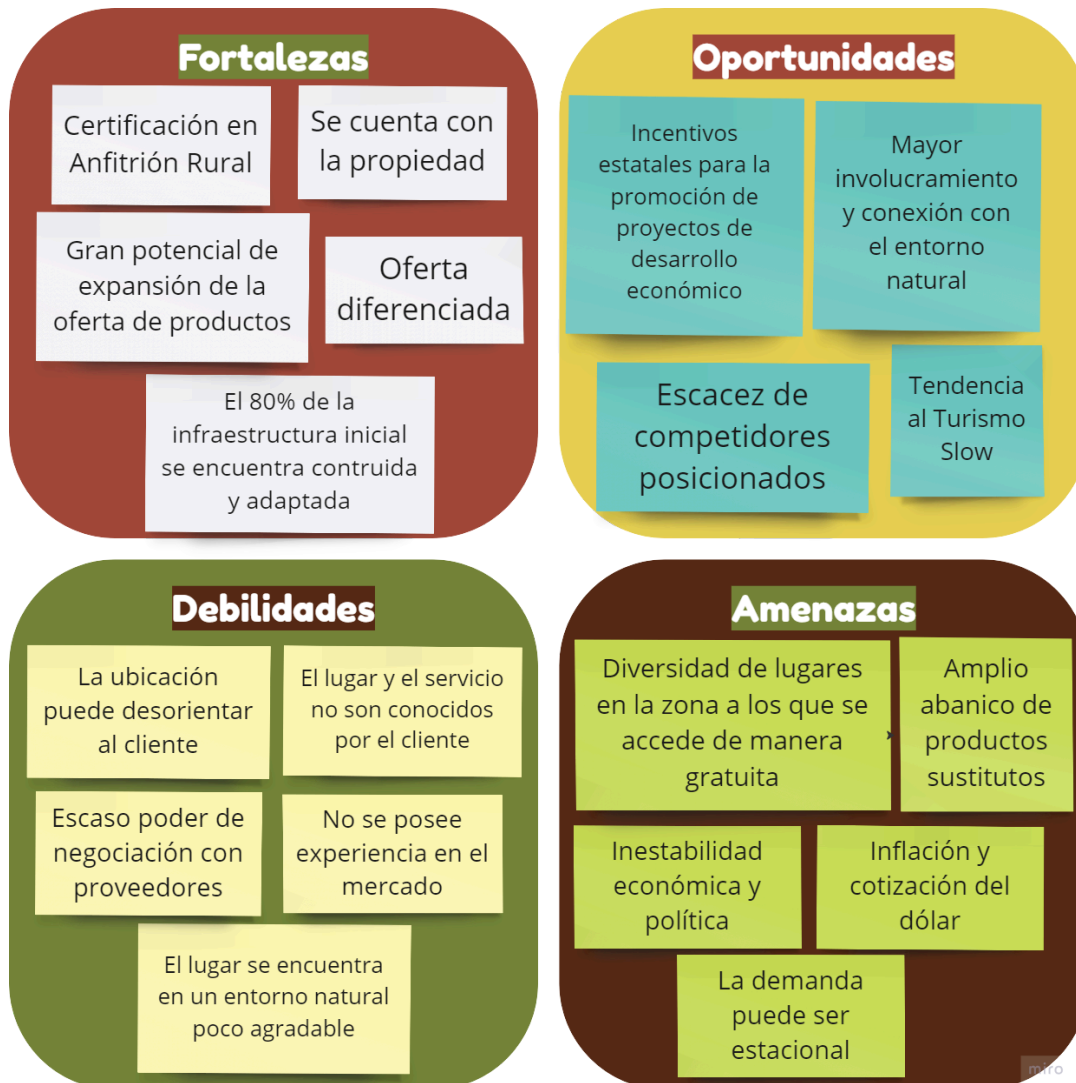 Fortalezas
Certificación en
Anfitrión Rural
Se cuenta con
la propiedad
Gran potencial de
expansión de la
oferta de productos
Oferta
diferenciada
El 80% de la
infraestructura inicial
se encuentra contruida
y adaptada
Oportunidades
Incentivos
estatales para la
promoción de
proyectos de
desarrollo
económico
Mayor
involucramiento
y conexión con
el entorno
natural
Escacez de
competidores
posicionados
Tendencia
al Turismo
Slow
Debilidades
La ubicación
puede desorientar
al cliente
El lugar y el servicio
no son conocidos
por el cliente
Escaso poder de
negociación con
proveedores
No se posee
experiencia en el
mercado
El lugar se encuentra
en un entorno natural
poco agradable
Amenazas
Diversidad de lugares
en la zona a los que se
accede de manera
gratuita
Amplio
abanico de
productos
sustitutos
Inestabilidad
económica y
política
Inflación y
cotización del
dólar
La demanda
puede ser
estacional
miro